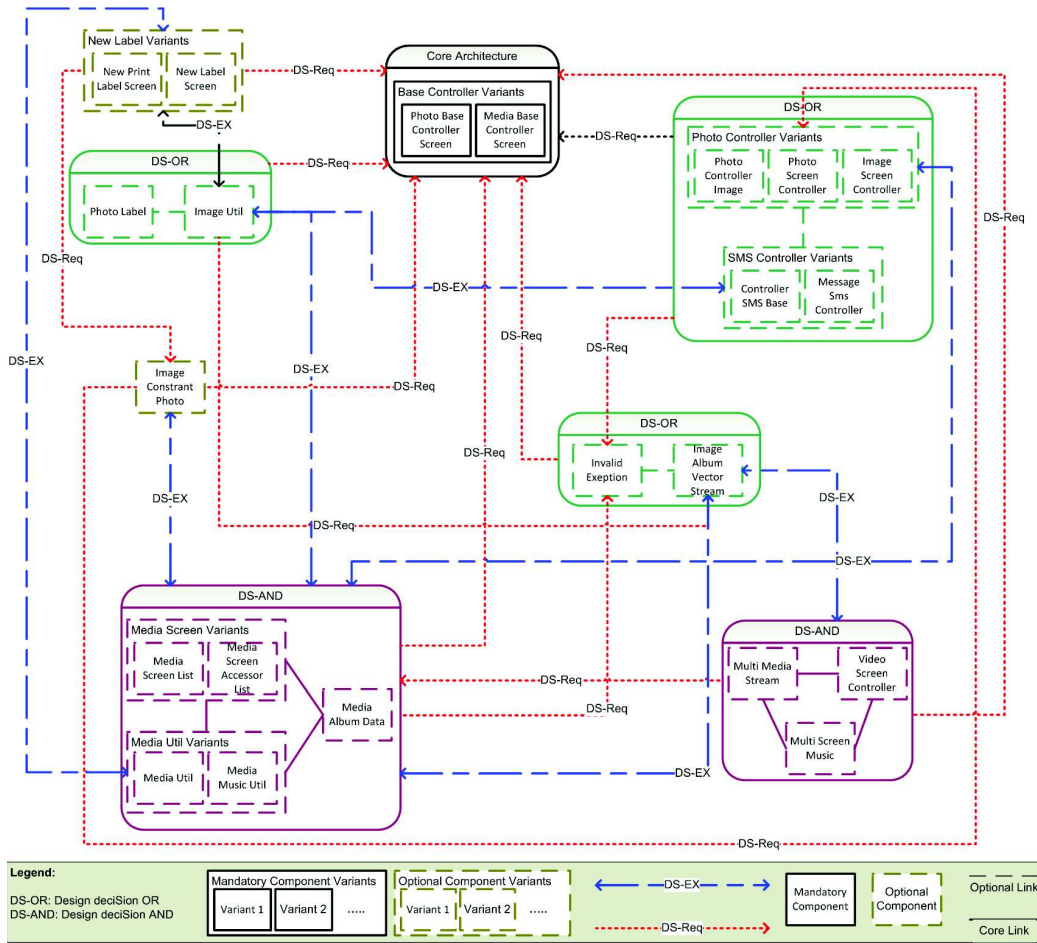 DS-EX
New Label Variants
New Print
Label Screen
New Label
Screen
DS-Req
Core Architecture
Base Controller Variants
Photo Base
Controller
Screen
Media Base
Controller
Screen
DS-Req
DS-OR
Photo Controller Variants
Photo
Controller
Image
Photo
Screen
Controller
Image
Screen
Controller
DS-EX
DS-OR
DS-Req
Photo Label
Image Util
DS-Req
DS-Req
SMS Controller Variants
Controller
SMS Base
Message
Sms
Controller
DS-EX
DS-EX
DS-Req
DS-Req
DS-EX
Image
Constrant
Photo
DS-Req
DS-OR
Invalid
Exeption
Image
Album
Vector
Stream
DS-Req
DS-EX
DS-EX
DS-Req
DS-EX
DS-AND
Media Screen Variants
Media
Screen List
Media
Screen
Accessor
List
Media
Album Data
DS-Req
DS-Req
DS-AND
Multi Media
Stream
Video
Screen
Controller
Multi Screen
Music
Media Util Variants
Media Util
Media
Music Util
DS-EX
DS-Req
Legend:
DS-OR: Design deciSion OR
DS-AND: Design deciSion AND
Mandatory Component Variants
Variant 1
Variant 2
.....
Optional Component Variants
Variant 1
Variant 2
.....
DS-EX
DS-Req
Mandatory
Component
Optional
Component
Optional Link
Core Link